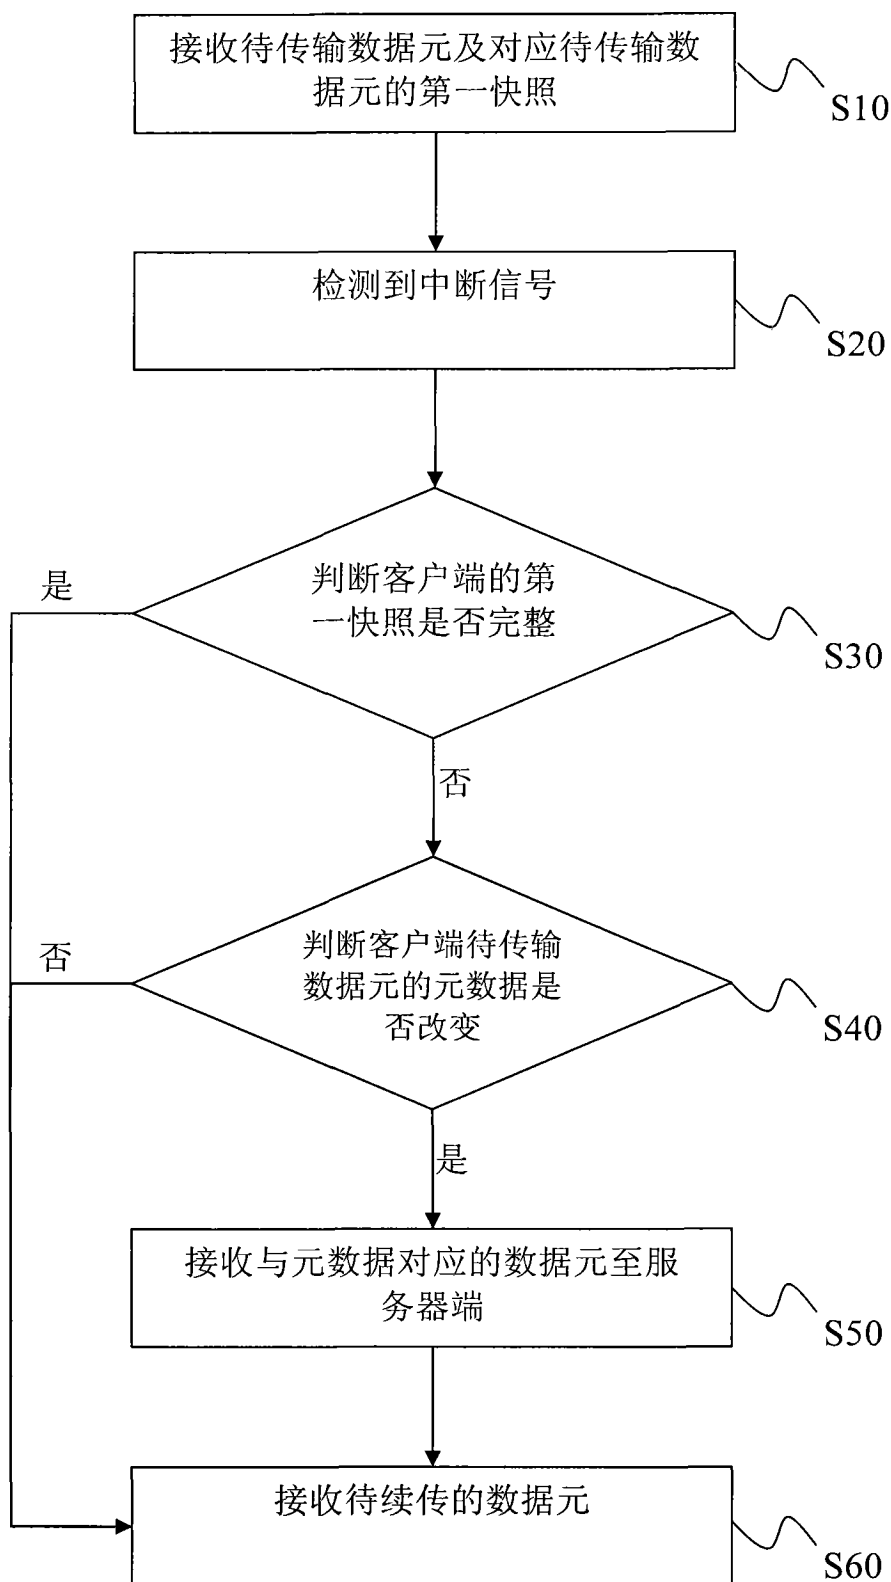 接收待传输数据元及对应待传输数
据元的第一快照
S10
检测到中断信号
S20
判断客户端的第
一快照是否完整
是
S30
否
判断客户端待传输
数据元的元数据是
否改变
否
S40
是
接收与元数据对应的数据元至服
务器端
S50
接收待续传的数据元
S60